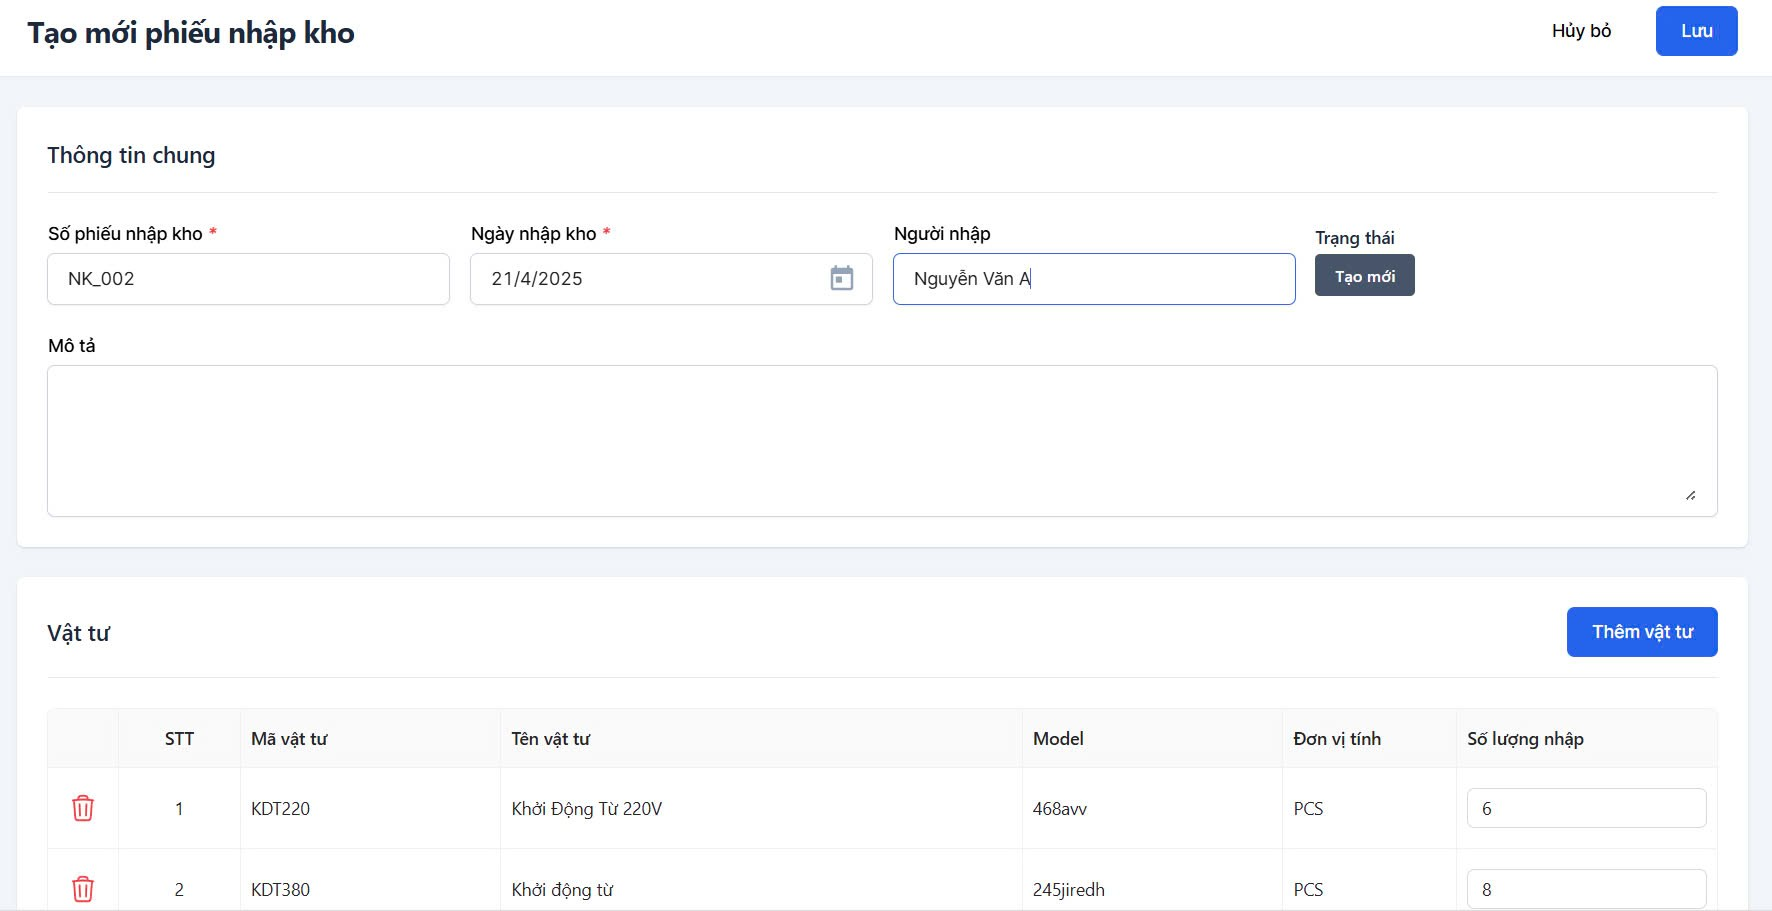 Tạo mới phiếu nhập kho
Hủy bỏ
Lưu
Thông tin chung
Số phiếu nhập kho *
Ngày nhập kho *
Người nhập
Trạng thái
NK_002
21/4/2025
Nguyễn Văn A
Tạo mới
Mô tả
Vật tư
Thêm vật tư
STT Mã vật tư Tên vật tư Model Đơn vị tính Số lượng nhập
1 KDT220 Khởi Động Từ 220V 468avv PCS 6
2 KDT380 Khởi động từ 245jiredh PCS 8